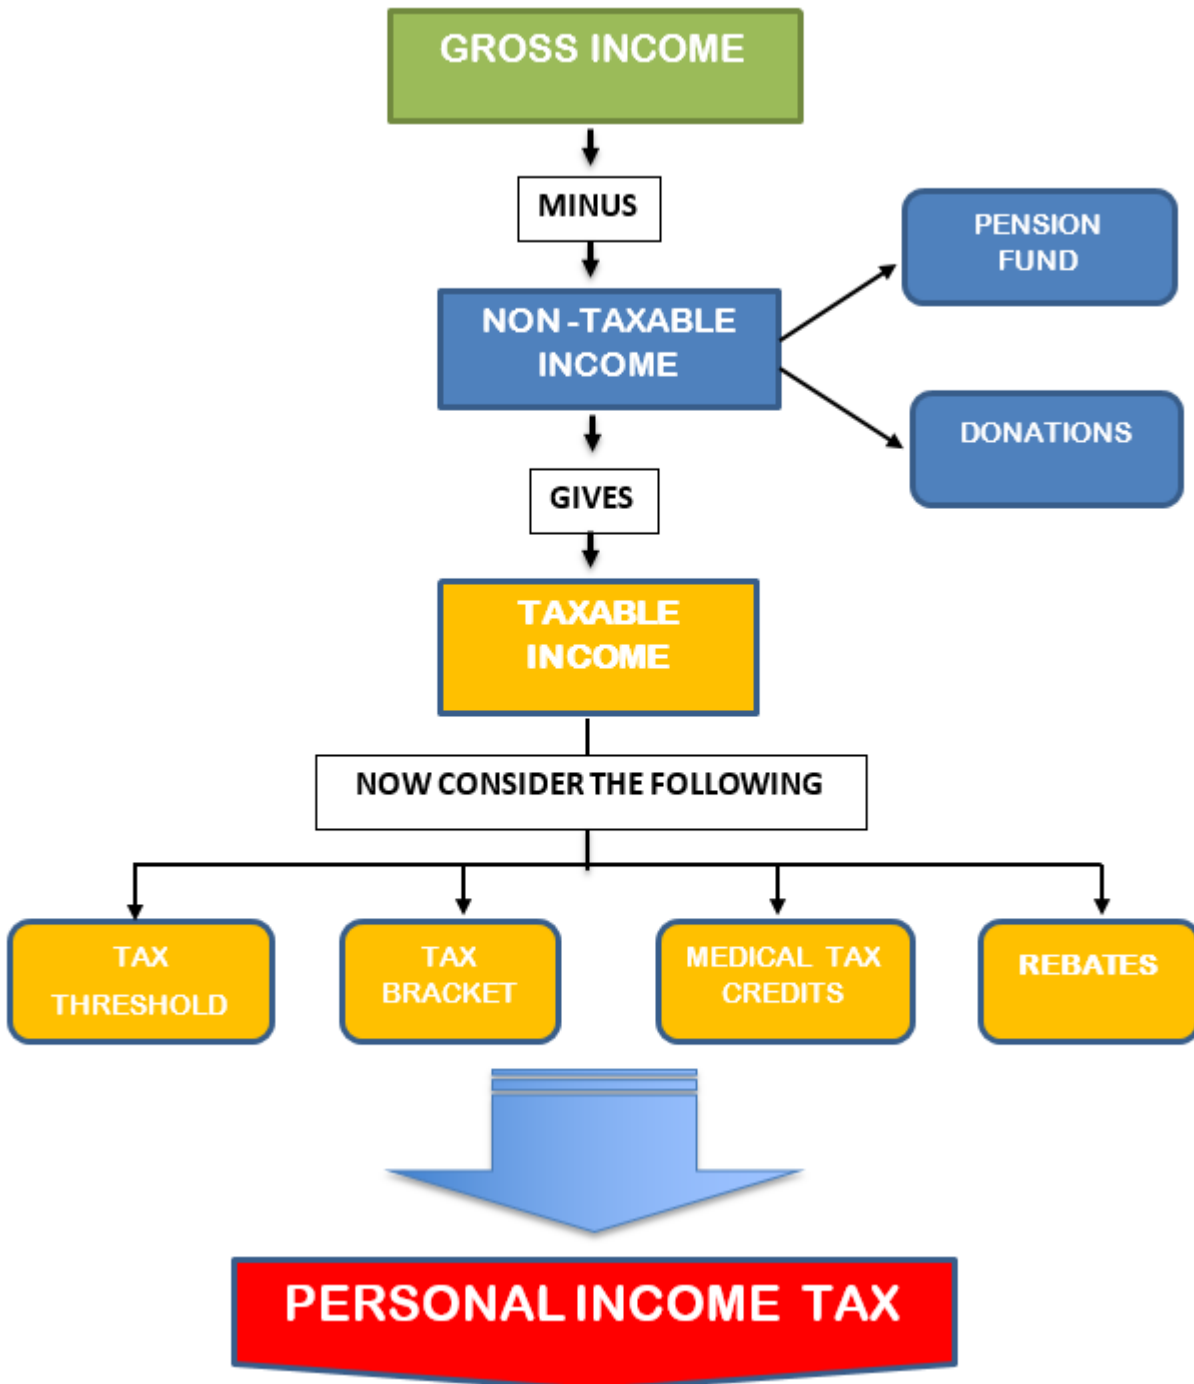 GROSS INCOME
MINUS
PENSION
FUND
NON -TAXABLE
INCOME
DONATIONS
GIVES
TAXABLE
INCOME
NOW CONSIDER THE FOLLOWING
TAX
THRESHOLD
TAX
BRACKET
MEDICAL TAX
CREDITS
REBATES
PERSONAL INCOME TAX